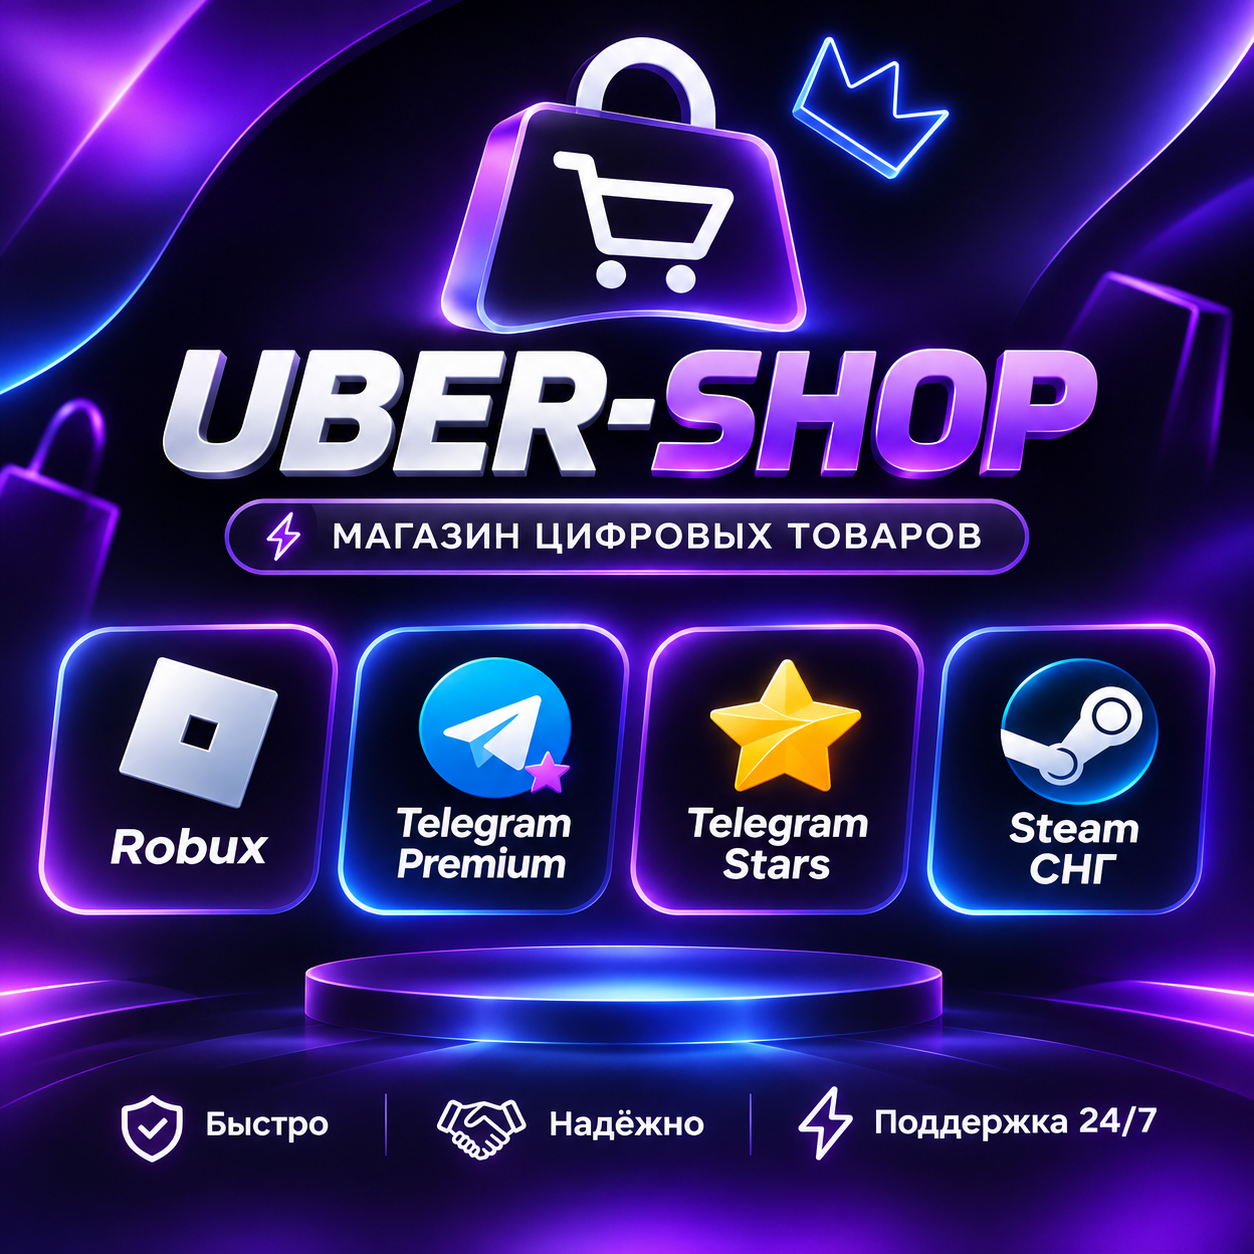 UBER-SHOP
МАГАЗИН ЦИФРОВЫХ ТОВАРОВ
Robux
Telegram
Premium
Telegram
Stars
Steam
СНГ
Быстро
Надёжно
Поддержка 24/7